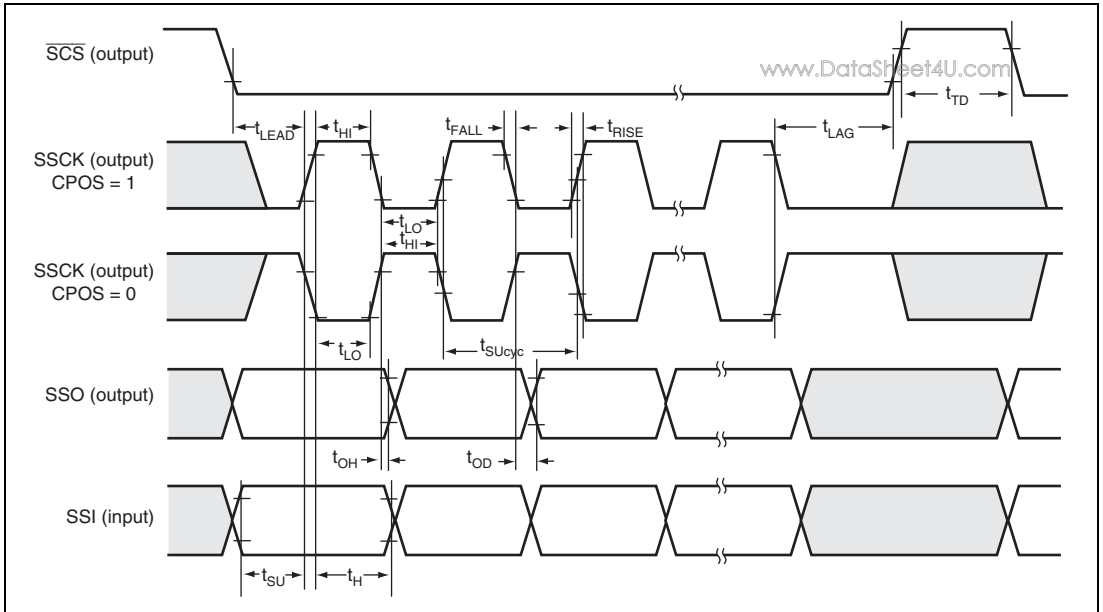 SCS (output)
www.DataSheet4U.com
tTD
tLEAD
tHI
tFALL
tRISE
tLAG
SSCK (output)
CPOS = 1
tLO
tHI
SSCK (output)
CPOS = 0
tLO
tSUcyc
SSO (output)
tOH
tOD
SSI (input)
tSU
tH